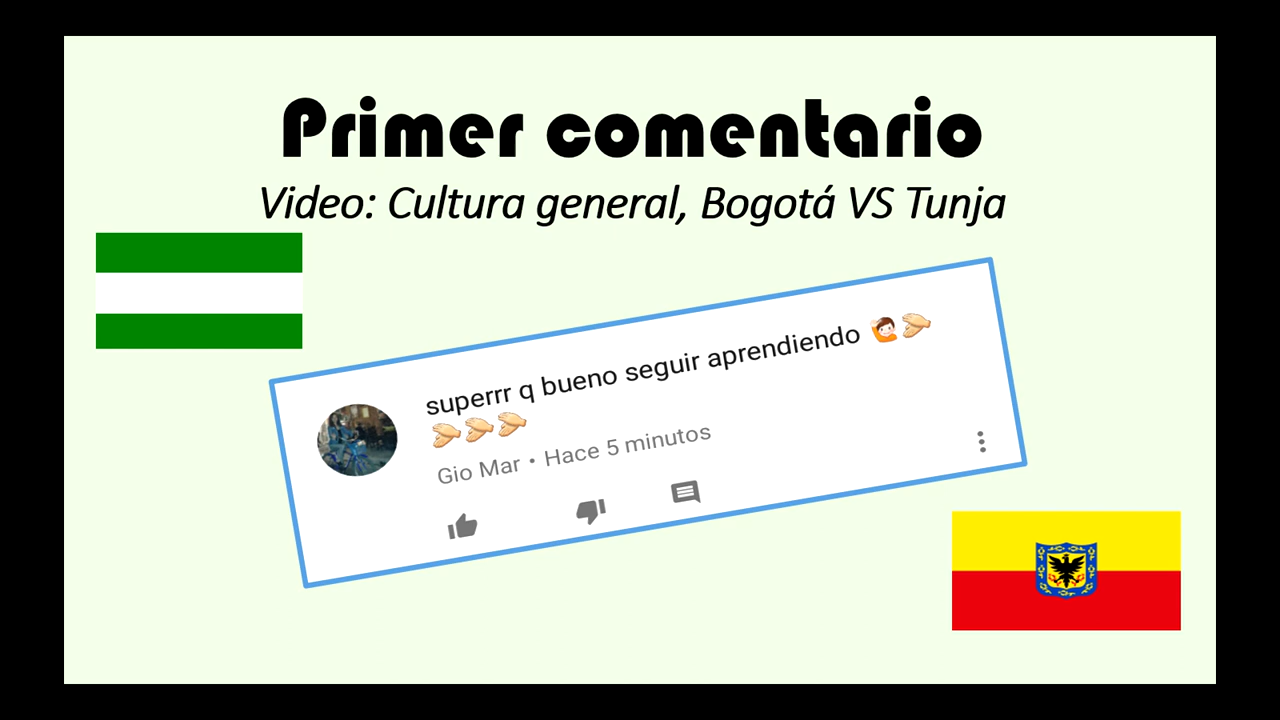 Primer comentario
Video: Cultura general, Bogotá VS Tunja
superrr q bueno seguir aprendiendo 🙋🏻👏🏻
👏🏻👏🏻👏🏻
Gio Mar • Hace 5 minutos